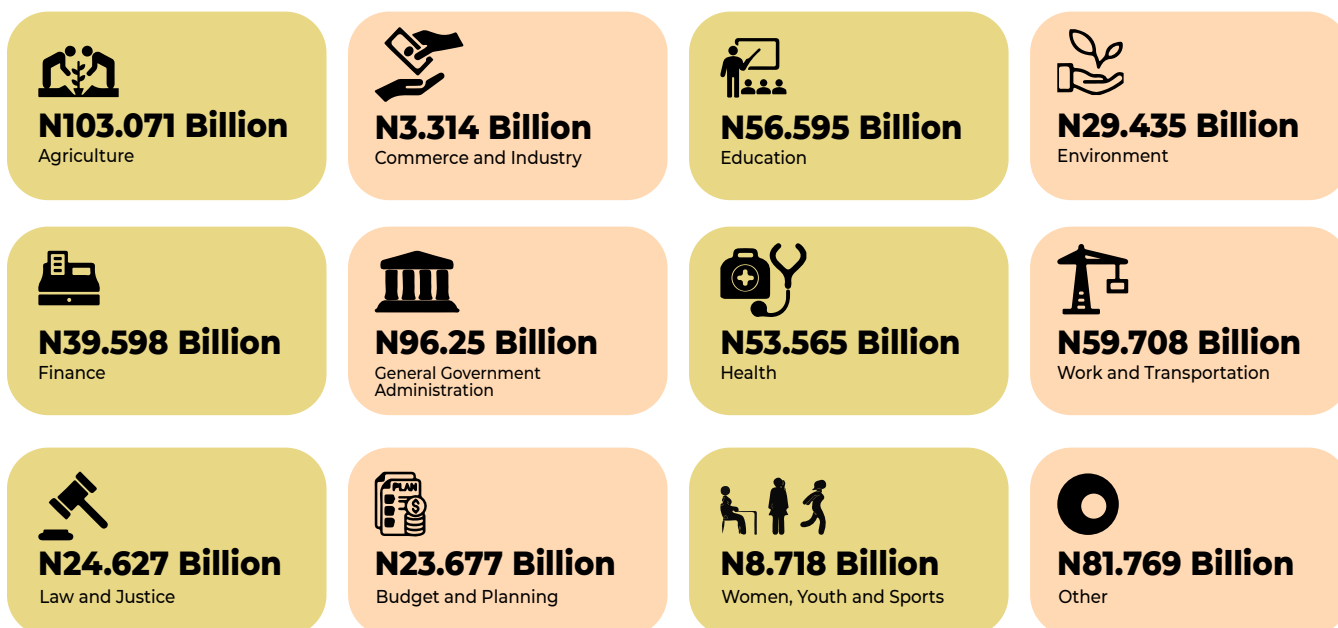 N103.071 Billion
Agriculture
N3.314 Billion
Commerce and Industry
N56.595 Billion
Education
N29.435 Billion
Environment
N39.598 Billion
Finance
N96.25 Billion
General Government
Administration
N53.565 Billion
Health
N59.708 Billion
Work and Transportation
N24.627 Billion
Law and Justice
PLAN
$
N23.677 Billion
Budget and Planning
N8.718 Billion
Women, Youth and Sports
N81.769 Billion
Other